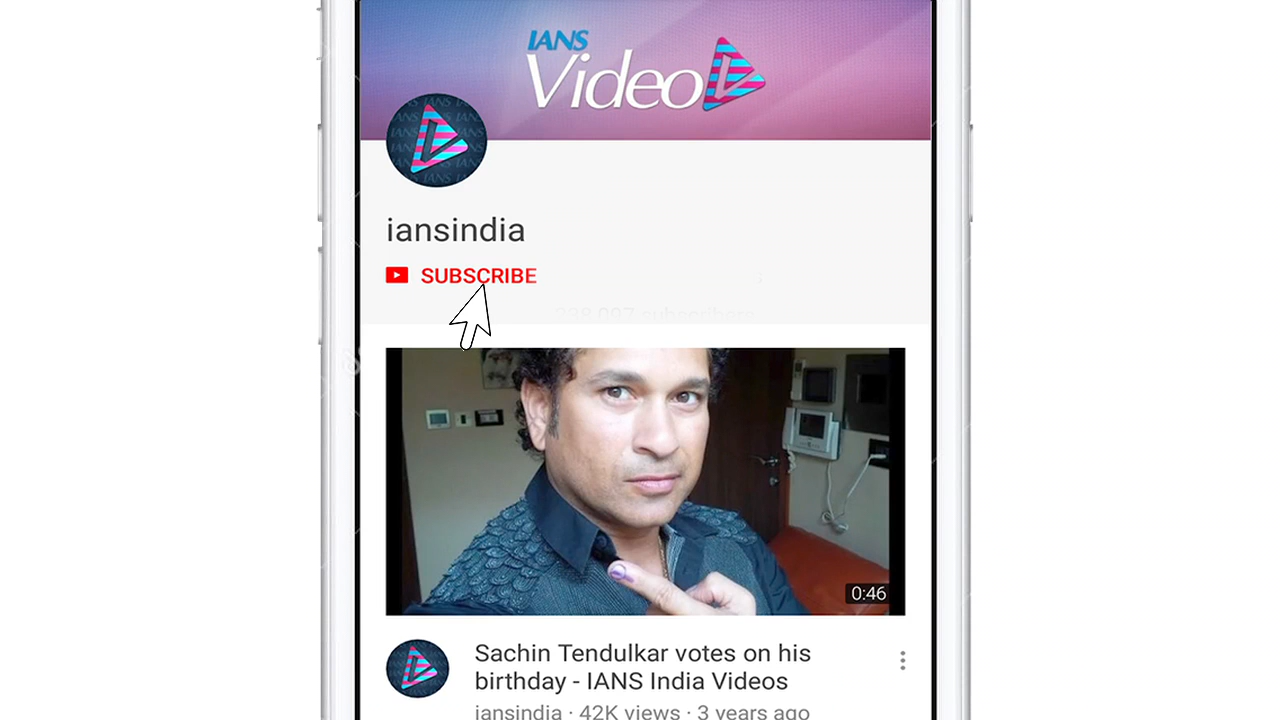 IANS
Video
iansindia
SUBSCRIBE
subscribers
0:46
Sachin Tendulkar votes on his
birthday - IANS India Videos
iansindia · 42K views · 3 years ago